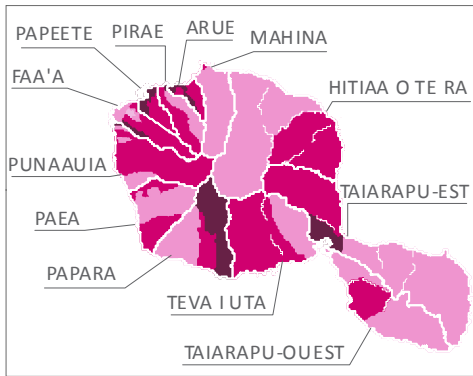 PAPEETE
PIRAE
ARUE
MAHINA
FAA'A
HITIAA O TE RA
PUNAAUIA
TAIARAPU-EST
PAEA
PAPARA
TEVA I UTA
TAIARAPU-OUEST